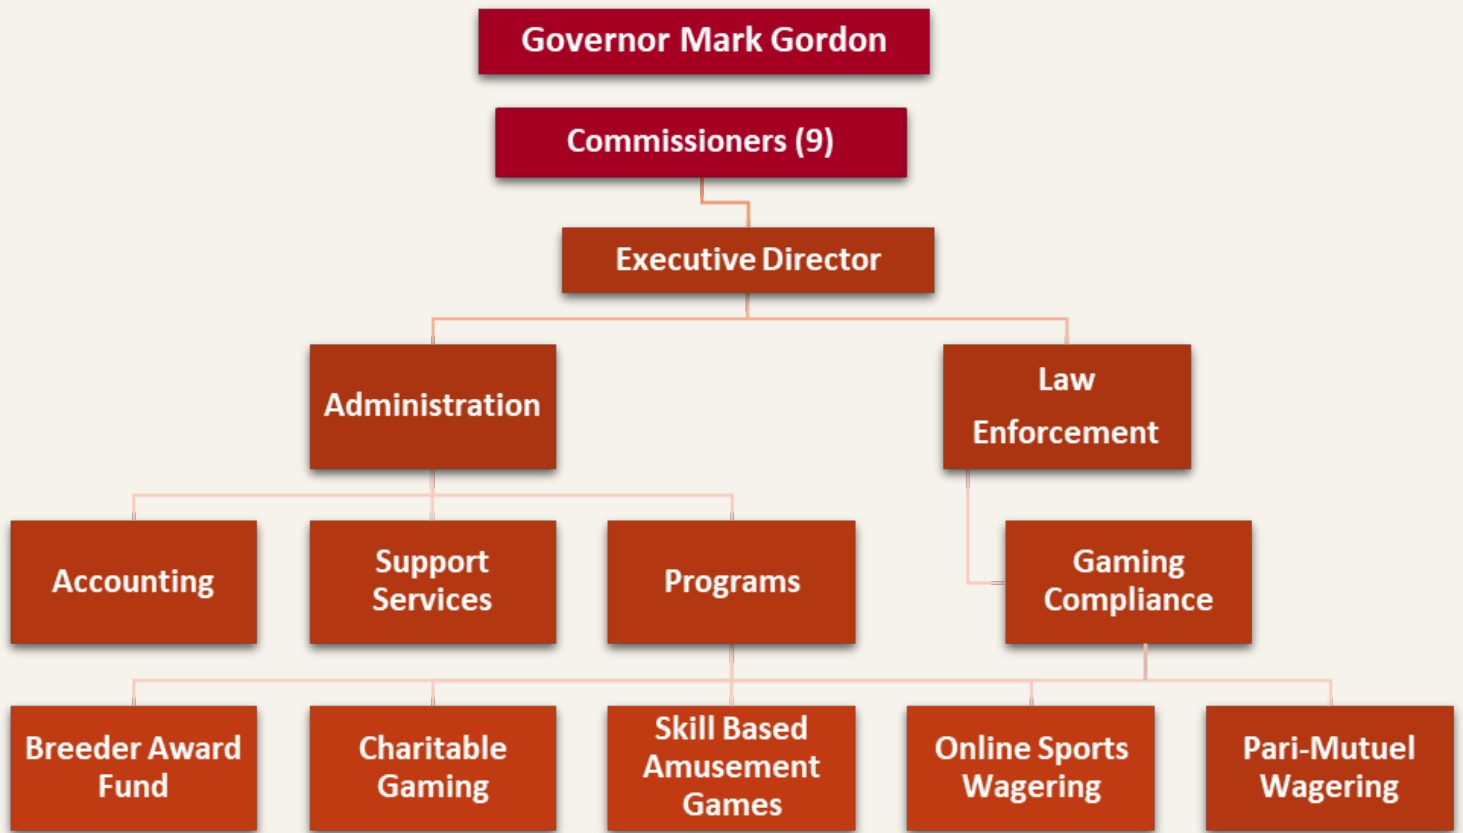 Governor Mark Gordon
Commissioners (9)
Executive Director
Administration
Law
Enforcement
Accounting
Support
Services
Programs
Gaming
Compliance
Breeder Award
Fund
Charitable
Gaming
Skill Based
Amusement
Games
Online Sports
Wagering
Pari-Mutuel
Wagering